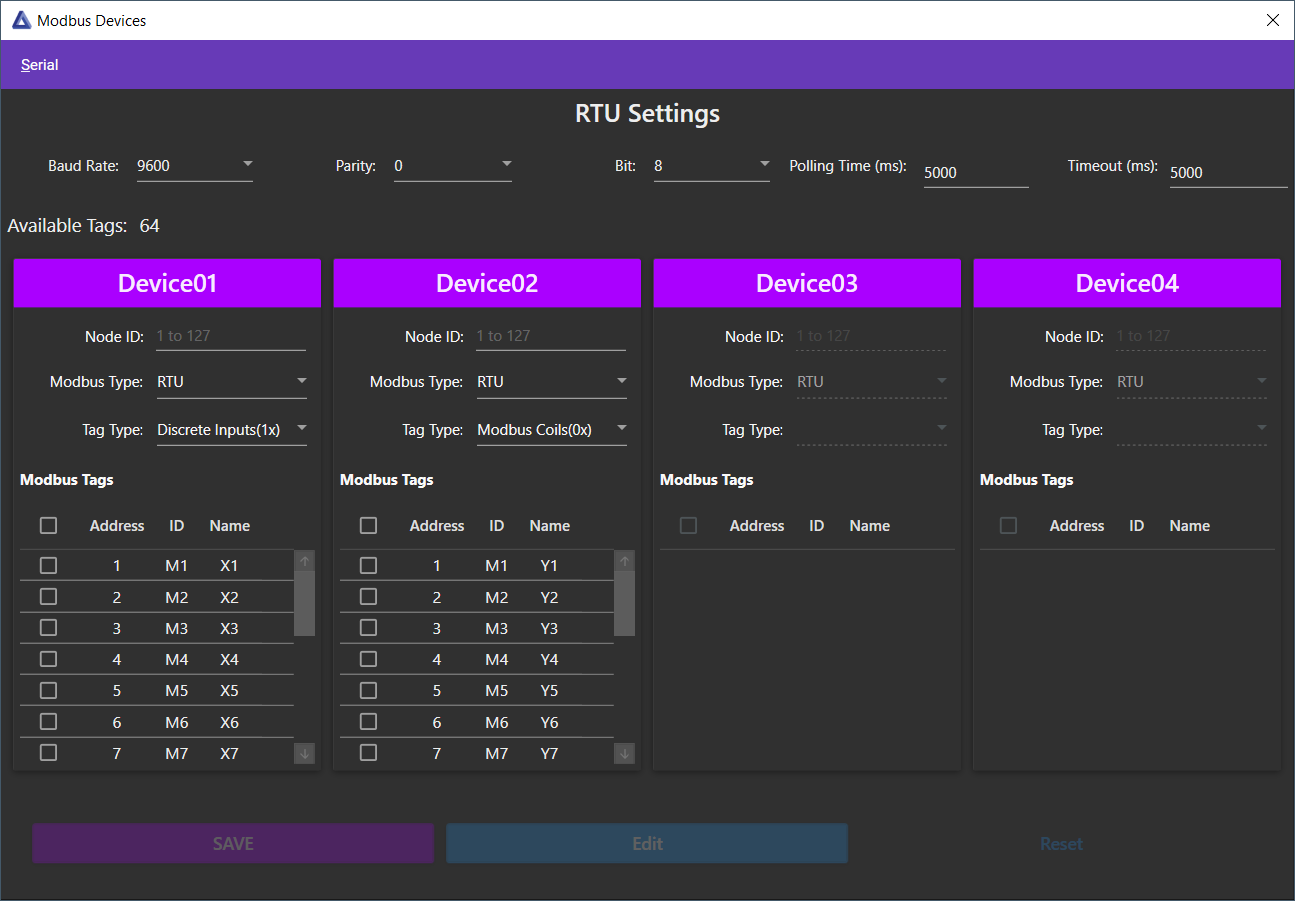 Modbus Devices
Serial
RTU Settings
Baud Rate: 9600 Parity: 0 Bit: 8 Polling Time (ms): 5000 Timeout (ms): 5000
Available Tags: 64
Device01 Device02 Device03 Device04
Node ID: 1 to 127 Node ID: 1 to 127 Node ID: 1 to 127 Node ID: 1 to 127
Modbus Type: RTU Modbus Type: RTU Modbus Type: RTU Modbus Type: RTU
Tag Type: Discrete Inputs(1x) Tag Type: Modbus Coils(0x) Tag Type: Tag Type:
Modbus Tags Modbus Tags Modbus Tags Modbus Tags
Address ID Name Address ID Name Address ID Name Address ID Name
1 M1 X1 1 M1 Y1
2 M2 X2 2 M2 Y2
3 M3 X3 3 M3 Y3
4 M4 X4 4 M4 Y4
5 M5 X5 5 M5 Y5
6 M6 X6 6 M6 Y6
7 M7 X7 7 M7 Y7
SAVE Edit Reset